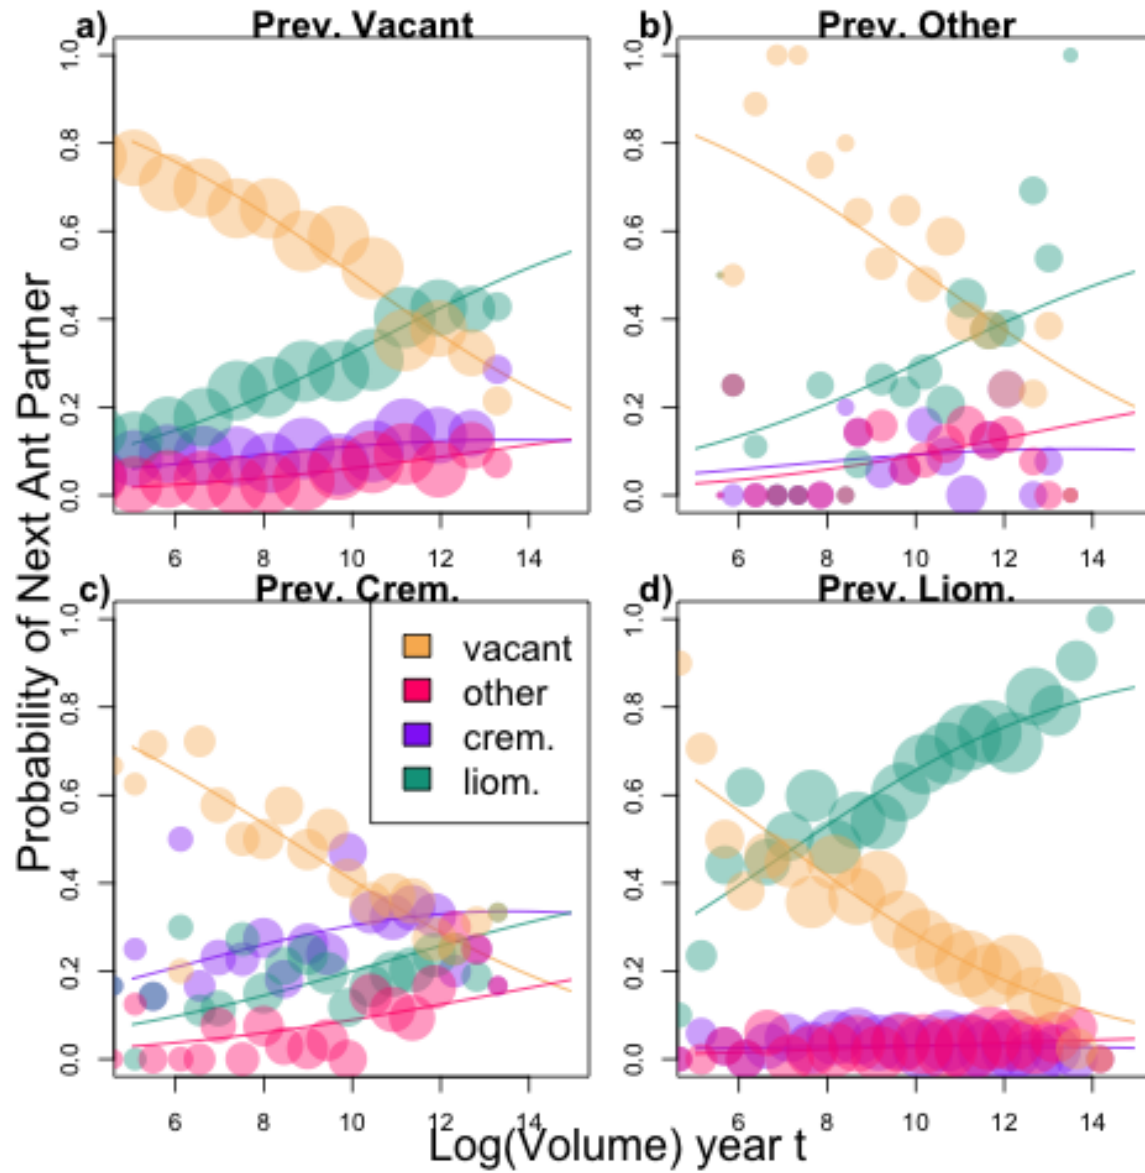 a) Prev. Vacant
b) Prev. Other
1.0
0.8
0.6
0.4
0.2
0.0
6 8 10 12 14
1.0
0.8
0.6
0.4
0.2
0.0
6 8 10 12 14
c) Prev. Crem.
d) Prev. Liom.
1.0
0.8
0.6
0.4
0.2
0.0
vacant
other
crem.
liom.
6 8 10 12 14
1.0
0.8
0.6
0.4
0.2
0.0
6 8 10 12 14
Probability of Next Ant Partner
Log(Volume) year t